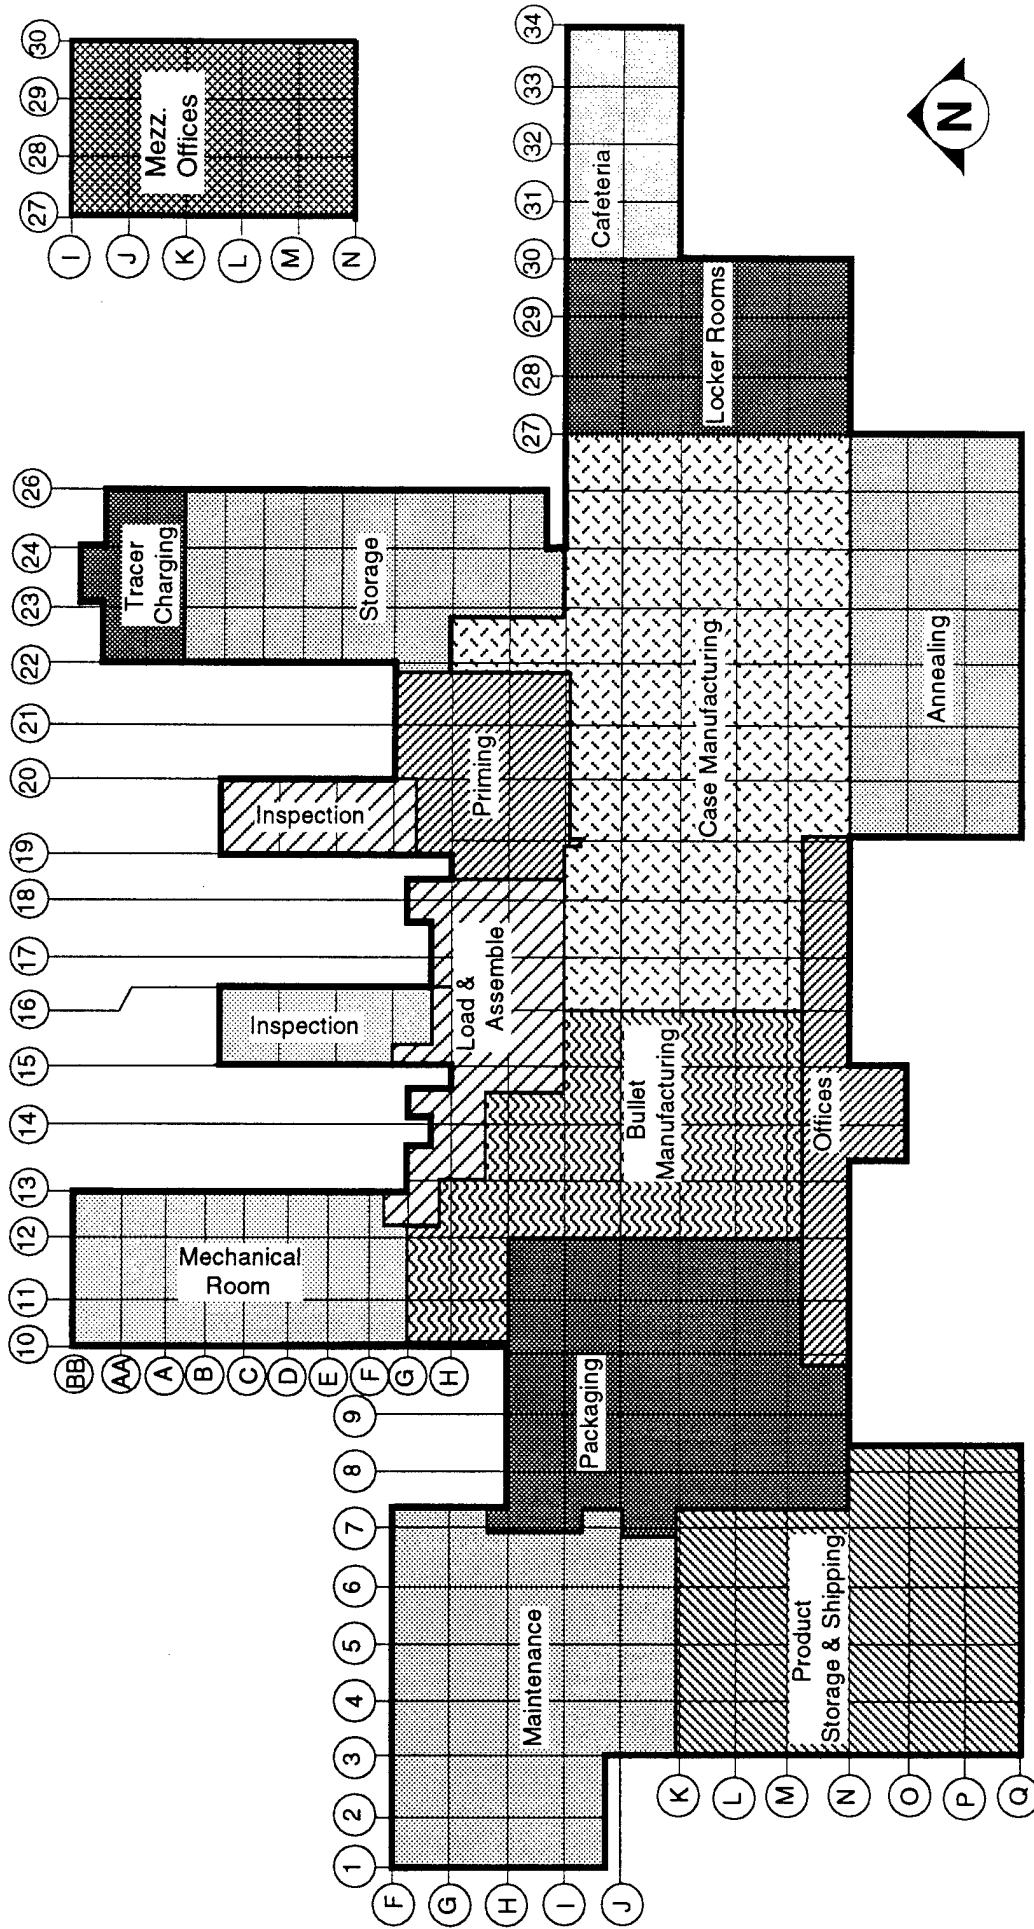 27
28
29
30
I
J
K
L
M
N
Mezz.
Offices
10
11
12
13
14
15
16
17
18
19
20
21
22
23
24
26
27
28
29
30
31
32
33
34
BB
AA
A
B
C
D
E
F
G
H
1
2
3
4
5
6
7
8
9
F
G
H
I
J
K
L
M
N
O
P
Q
Mechanical
Room
Inspection
Inspection
Tracer
Charging
Storage
Load &
Assemble
Priming
Maintenance
Packaging
Bullet
Manufacturing
Case Manufacturing
Locker Rooms
Cafeteria
Product
Storage & Shipping
Offices
Annealing
N